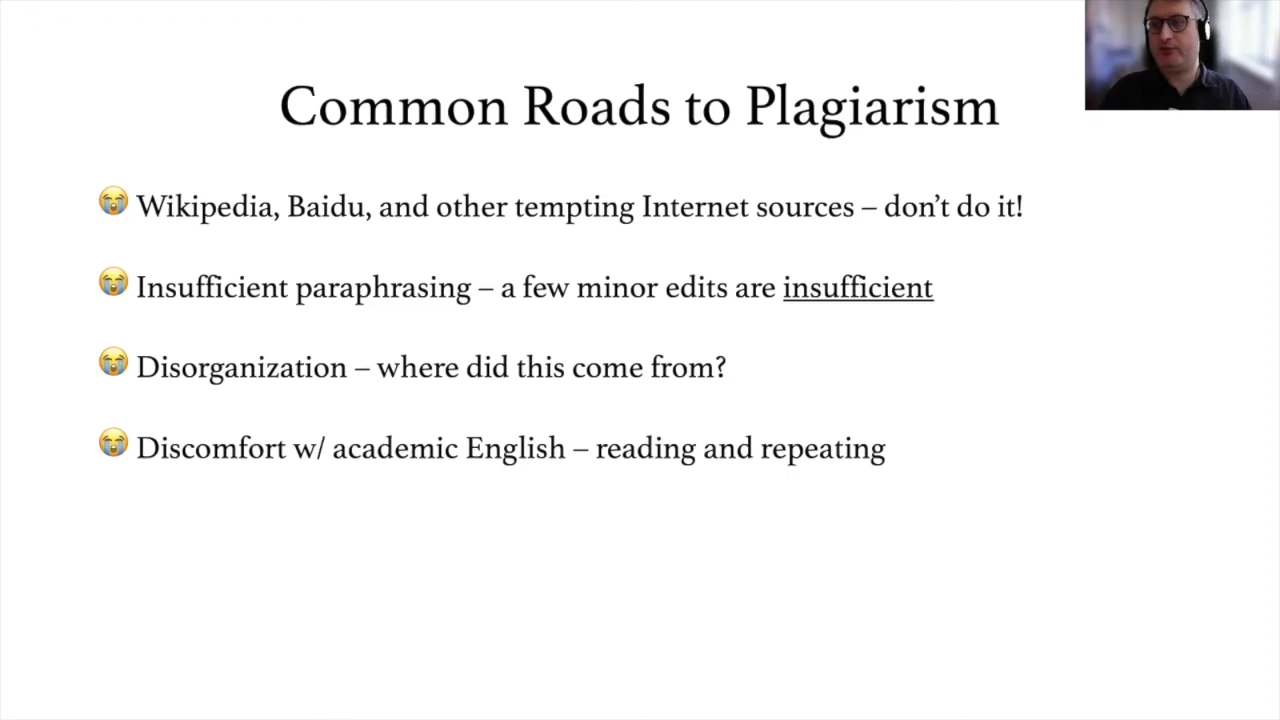 Common Roads to Plagiarism
😭 Wikipedia, Baidu, and other tempting Internet sources – don’t do it!
😭 Insufficient paraphrasing – a few minor edits are insufficient
😭 Disorganization – where did this come from?
😭 Discomfort w/ academic English – reading and repeating